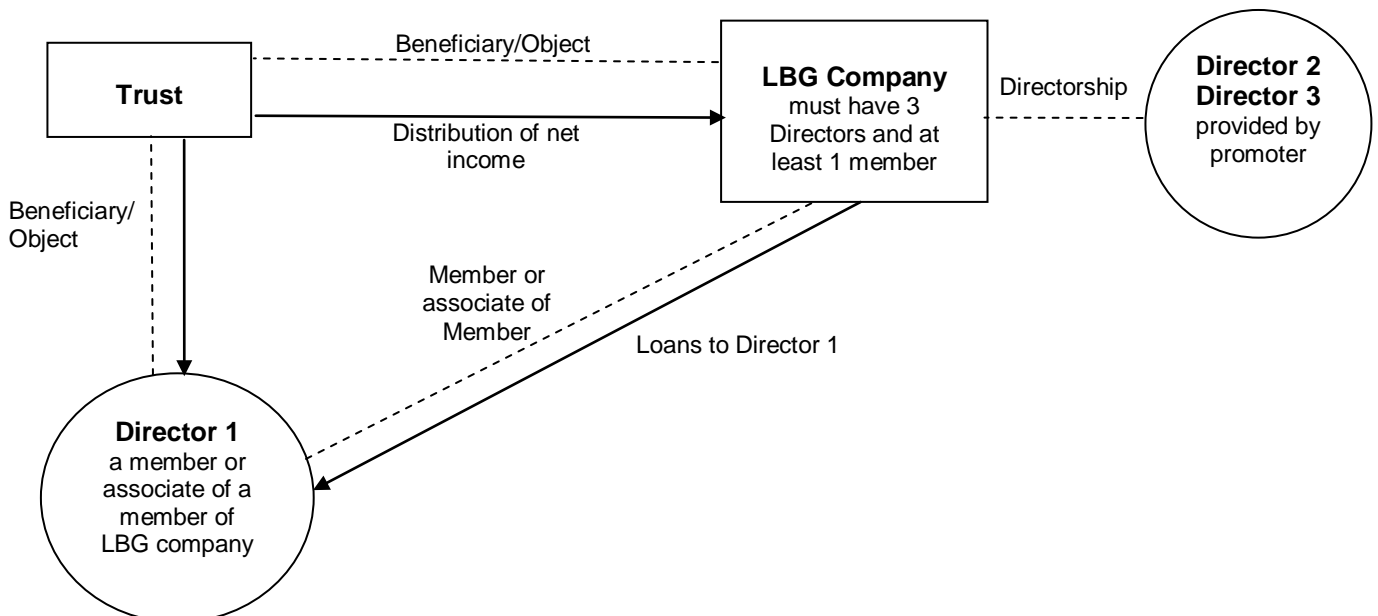 Beneficiary/Object
Trust
Distribution of net
income
LBG Company
must have 3
Directors and at
least 1 member
Directorship
Director 2
Director 3
provided by
promoter
Beneficiary/
Object
Member or
associate of
Member
Loans to Director 1
Director 1
a member or
associate of a
member of
LBG company